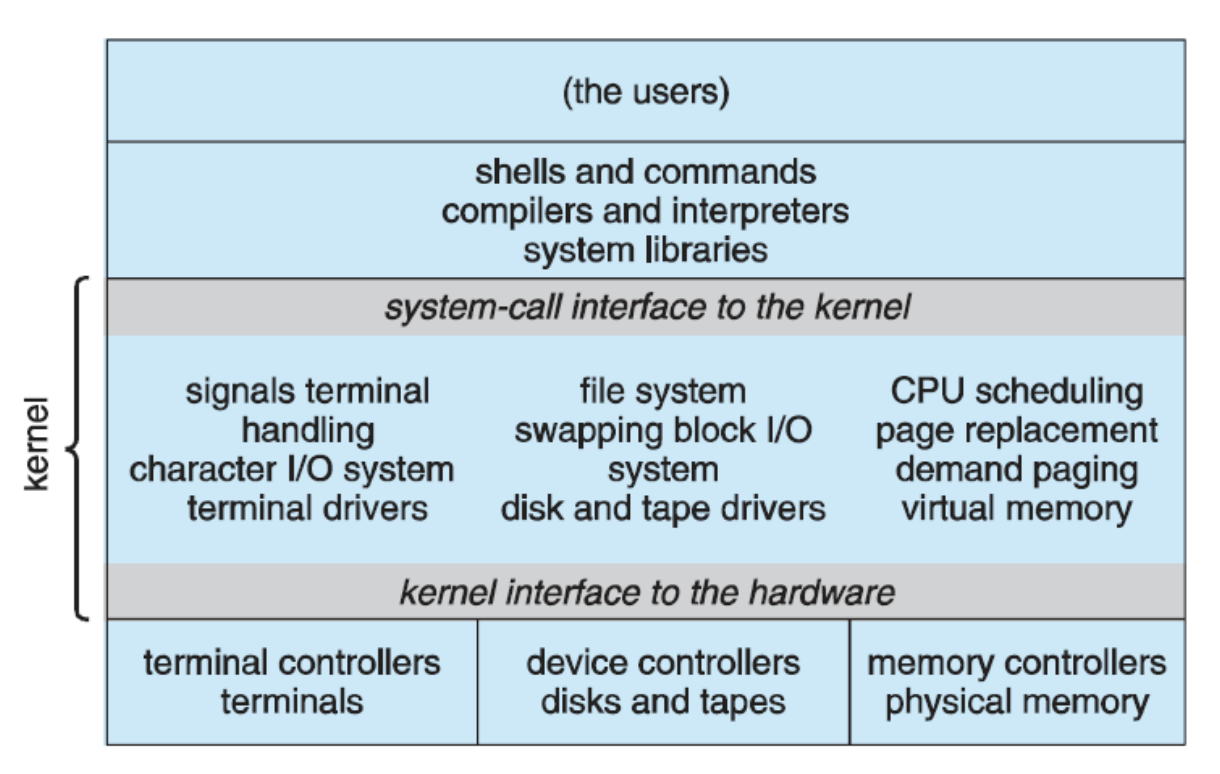 (the users)
shells and commands
compilers and interpreters
system libraries
system-call interface to the kernel
kernel
signals terminal
handling
character I/O system
terminal drivers
file system
swapping block I/O
system
disk and tape drivers
CPU scheduling
page replacement
demand paging
virtual memory
kernel interface to the hardware
terminal controllers
terminals
device controllers
disks and tapes
memory controllers
physical memory